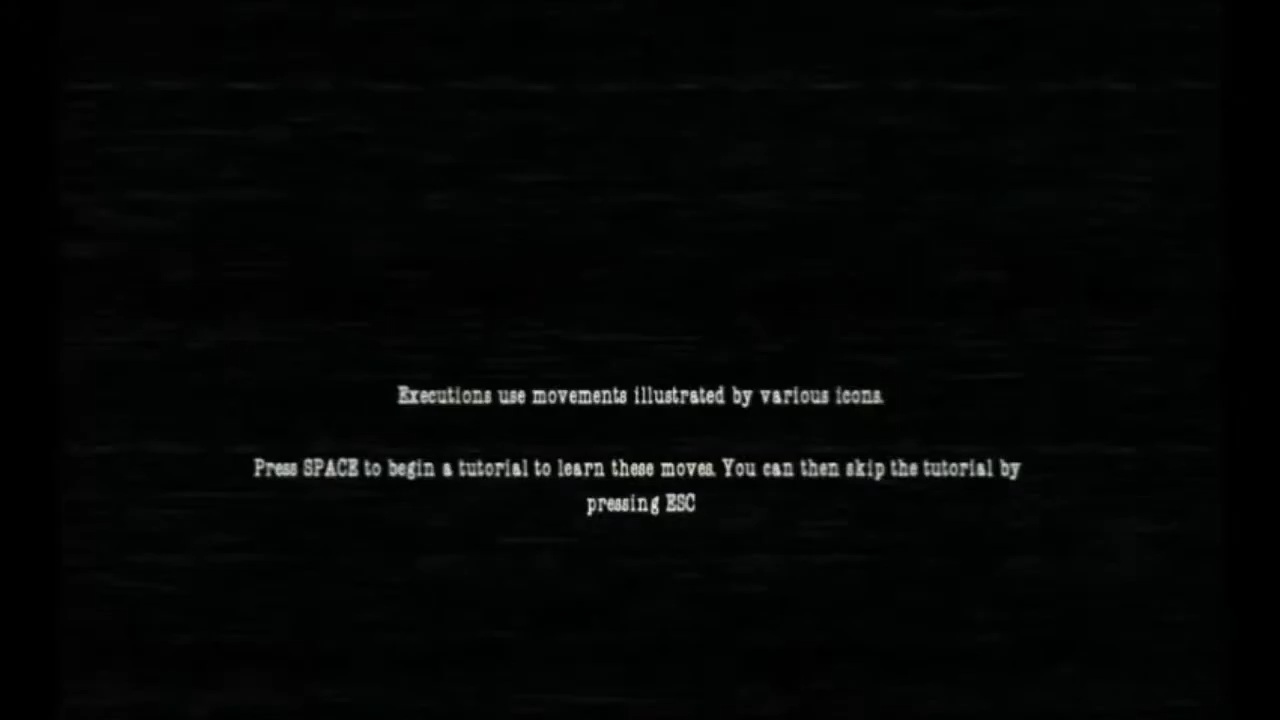 Executions use movements illustrated by various icons.
Press SPACE to begin a tutorial to learn these moves. You can then skip the tutorial by
pressing ESC